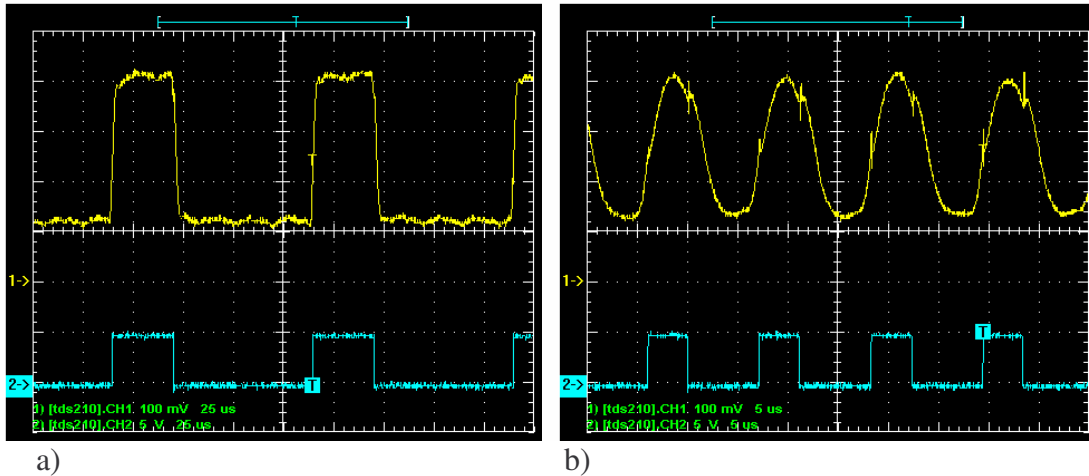 T
T
1->
2->
T
1) [tds210].CH1 100 mV 25 us
2) [tds210].CH2 5 V 25 us
a)
T
T
1->
T
2->
1) [tds210].CH1 100 mV 5 us
2) [tds210].CH2 5 V 5 us
b)